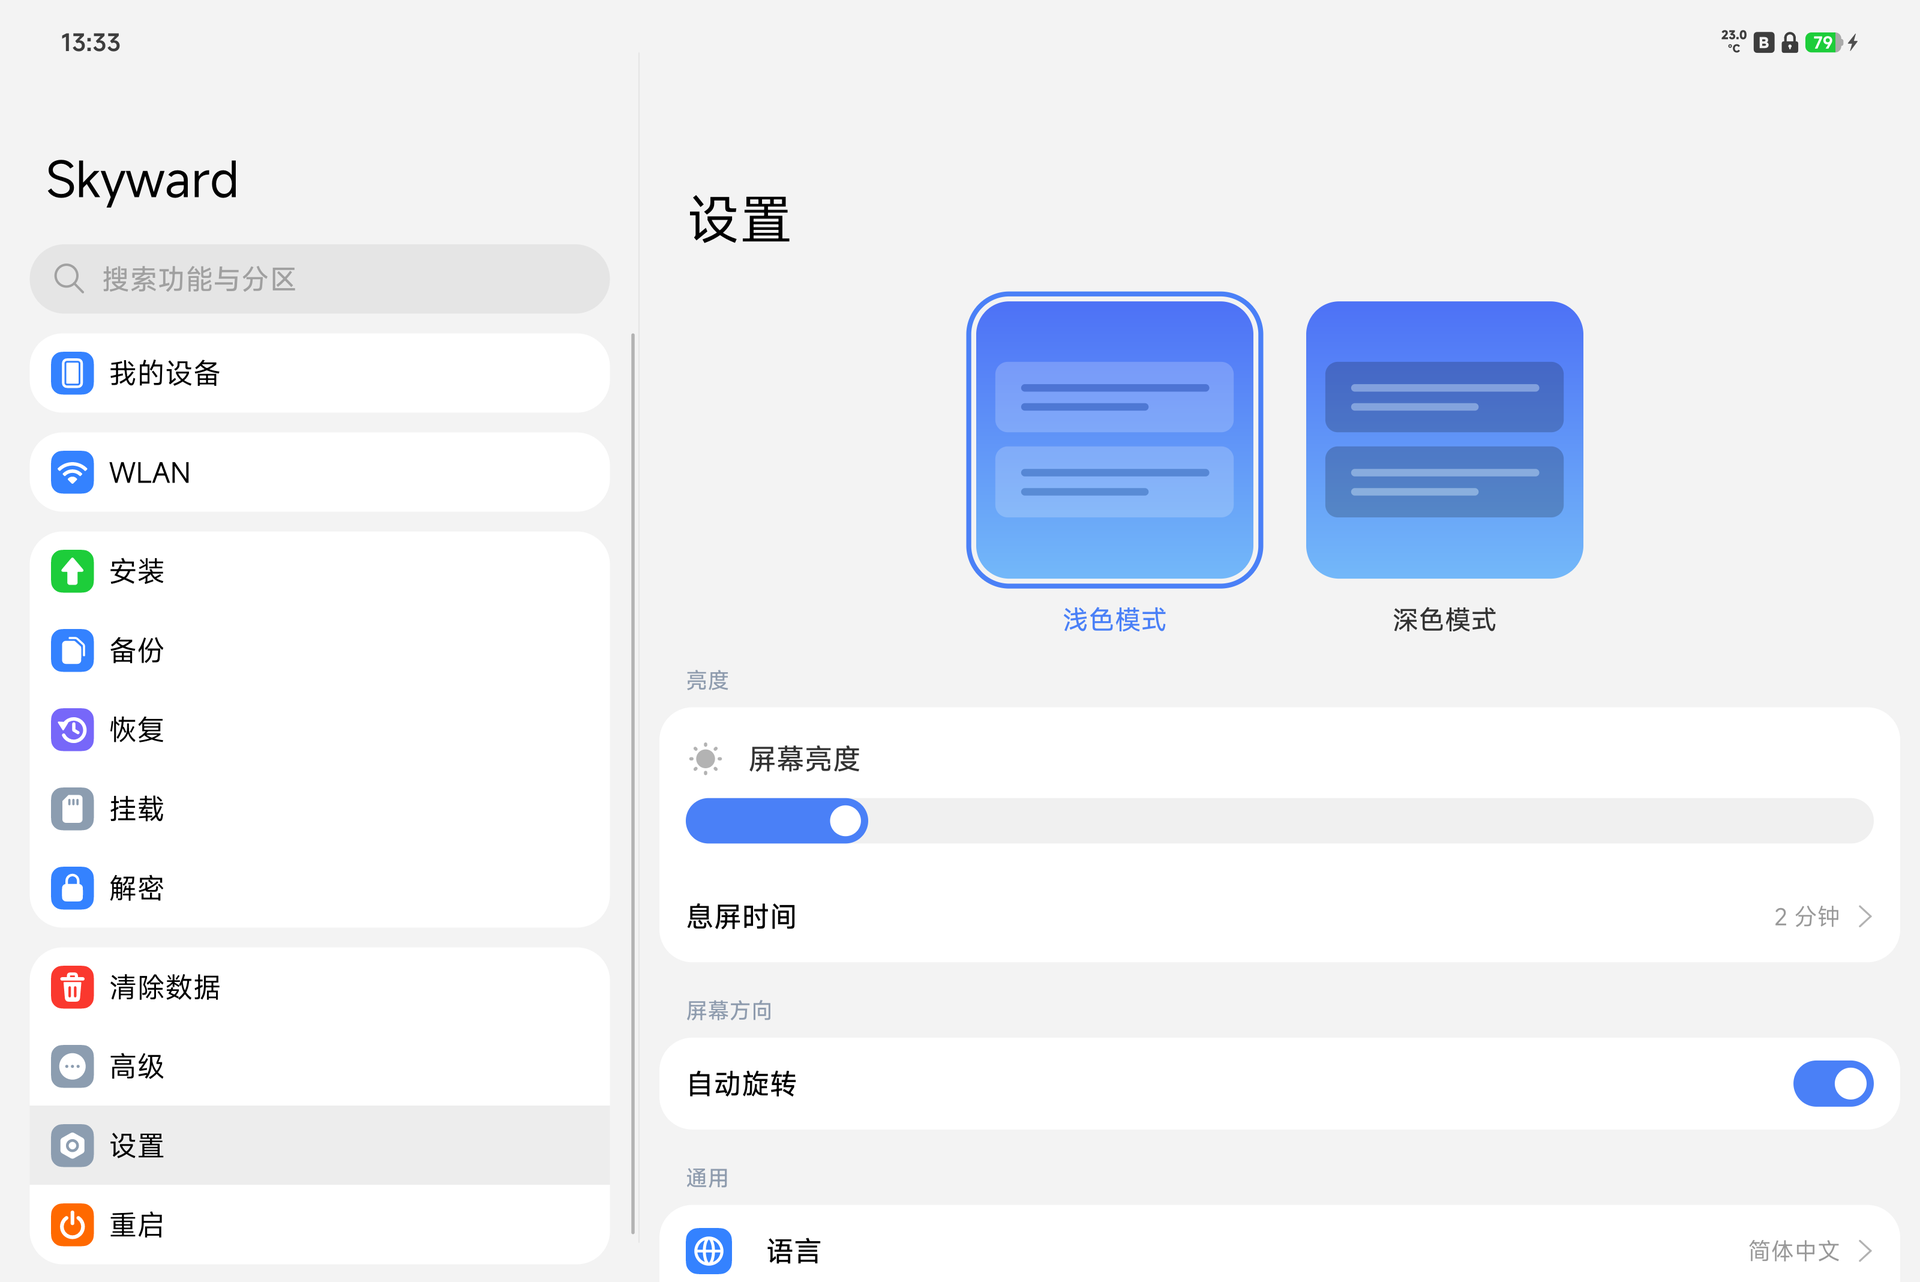 13:33
23.0
°C
B
79
Skyward
搜索功能与分区
我的设备
WLAN
安装
备份
恢复
挂载
解密
清除数据
高级
设置
重启
设置
浅色模式
深色模式
亮度
屏幕亮度
息屏时间
2 分钟
屏幕方向
自动旋转
通用
语言
简体中文